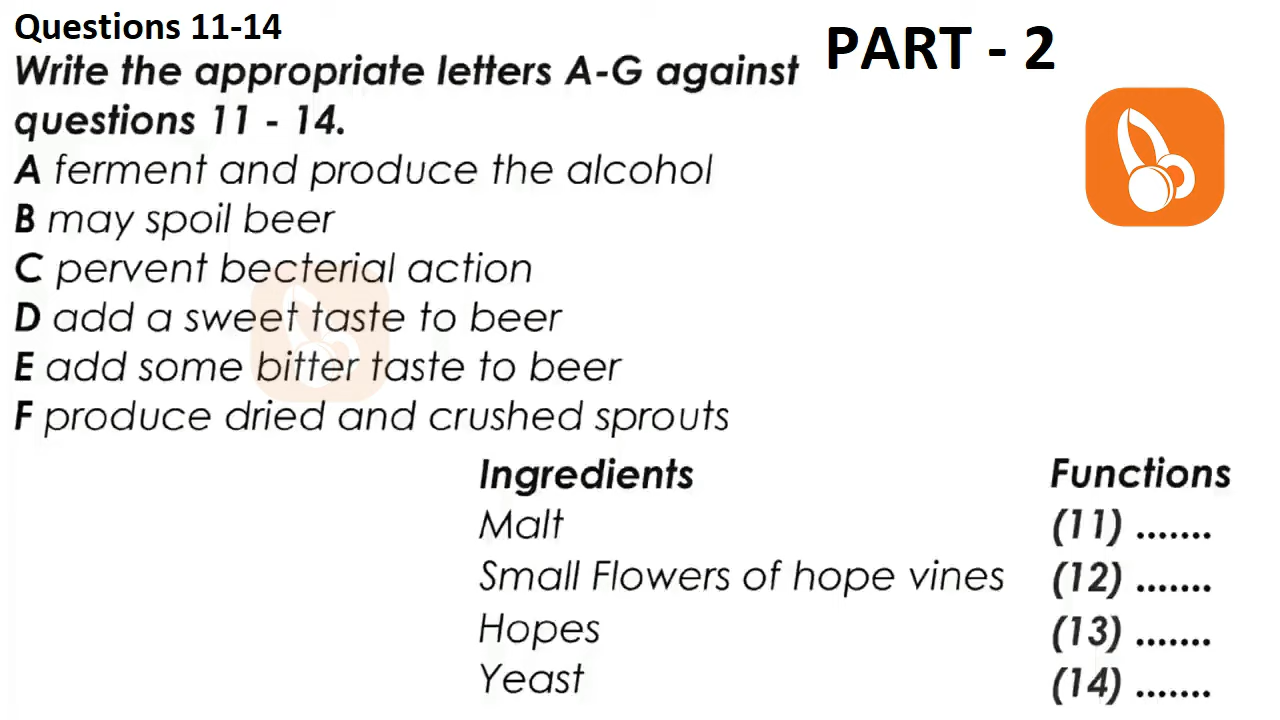 Questions 11-14
PART - 2
Write the appropriate letters A-G against
questions 11 - 14.
A ferment and produce the alcohol
B may spoil beer
C pervent becterial action
D add a sweet taste to beer
E add some bitter taste to beer
F produce dried and crushed sprouts
Ingredients Functions
Malt (11) .......
Small Flowers of hope vines (12) .......
Hopes (13) .......
Yeast (14) .......